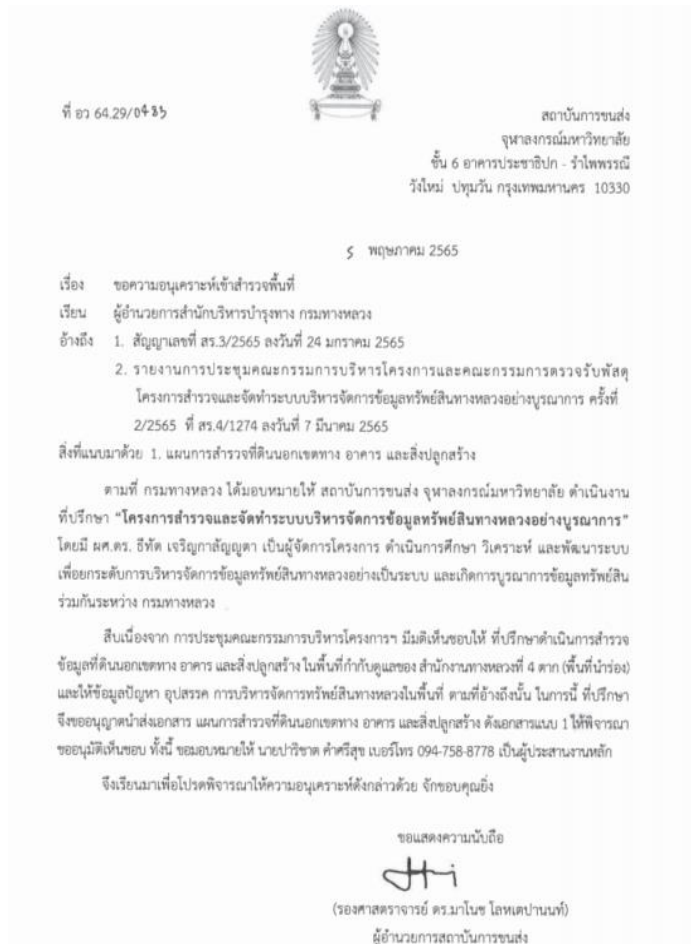 ที่ อว 64.29/0483
สถาบันการขนส่ง
จุฬาลงกรณ์มหาวิทยาลัย
ชั้น 6 อาคารประชาธิปก - รำไพพรรณี
วังใหม่ ปทุมวัน กรุงเทพมหานคร 10330
5 พฤษภาคม 2565
เรื่อง ขอความอนุเคราะห์เข้าสำรวจพื้นที่
เรียน ผู้อำนวยการสำนักบริหารบำรุงทาง กรมทางหลวง
อ้างถึง 1. สัญญาเลขที่ สร.3/2565 ลงวันที่ 24 มกราคม 2565
2. รายงานการประชุมคณะกรรมการบริหารโครงการและคณะกรรมการตรวจรับพัสดุ
โครงการสำรวจและจัดทำระบบบริหารจัดการข้อมูลทรัพย์สินทางหลวงอย่างบูรณาการ ครั้งที่
2/2565 ที่ สร.4/1274 ลงวันที่ 7 มีนาคม 2565
สิ่งที่แนบมาด้วย 1. แผนการสำรวจที่ดินนอกเขตทาง อาคาร และสิ่งปลูกสร้าง
ตามที่ กรมทางหลวง ได้มอบหมายให้ สถาบันการขนส่ง จุฬาลงกรณ์มหาวิทยาลัย ดำเนินงาน
ที่ปรึกษา “โครงการสำรวจและจัดทำระบบบริหารจัดการข้อมูลทรัพย์สินทางหลวงอย่างบูรณาการ”
โดยมี ผศ.ดร. ธีทัต เจริญกาลัญญูตา เป็นผู้จัดการโครงการ ดำเนินการศึกษา วิเคราะห์ และพัฒนาระบบ
เพื่อยกระดับการบริหารจัดการข้อมูลทรัพย์สินทางหลวงอย่างเป็นระบบ และเกิดการบูรณาการข้อมูลทรัพย์สิน
ร่วมกันระหว่าง กรมทางหลวง
สืบเนื่องจาก การประชุมคณะกรรมการบริหารโครงการฯ มีมติเห็นชอบให้ ที่ปรึกษาดำเนินการสำรวจ
ข้อมูลที่ดินนอกเขตทาง อาคาร และสิ่งปลูกสร้าง ในพื้นที่กำกับดูแลของ สำนักงานทางหลวงที่ 4 ตาก (พื้นที่นำร่อง)
และให้ข้อมูลปัญหา อุปสรรค การบริหารจัดการทรัพย์สินทางหลวงในพื้นที่ ตามที่อ้างถึงนั้น ในการนี้ ที่ปรึกษา
จึงขออนุญาตนำส่งเอกสาร แผนการสำรวจที่ดินนอกเขตทาง อาคาร และสิ่งปลูกสร้าง ดังเอกสารแนบ 1 ให้พิจารณา
ขออนุมัติเห็นชอบ ทั้งนี้ ขอมอบหมายให้ นายปาริชาต คำศรีสุข เบอร์โทร 094-758-8778 เป็นผู้ประสานงานหลัก
จึงเรียนมาเพื่อโปรดพิจารณาให้ความอนุเคราะห์ดังกล่าวด้วย จักขอบคุณยิ่ง
ขอแสดงความนับถือ
(รองศาสตราจารย์ ดร.มาโนช โลหเตปานนท์)
ผู้อำนวยการสถาบันการขนส่ง